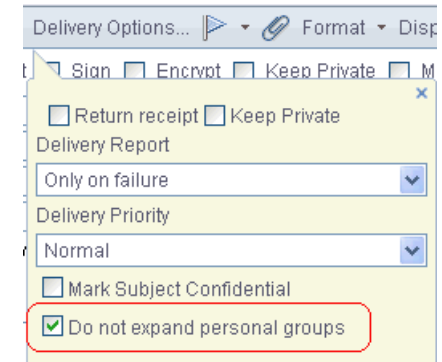 Delivery Options... Format Disp
Sign Encrypt Keep Private M
Return receipt Keep Private
Delivery Report
Only on failure
Delivery Priority
Normal
Mark Subject Confidential
Do not expand personal groups